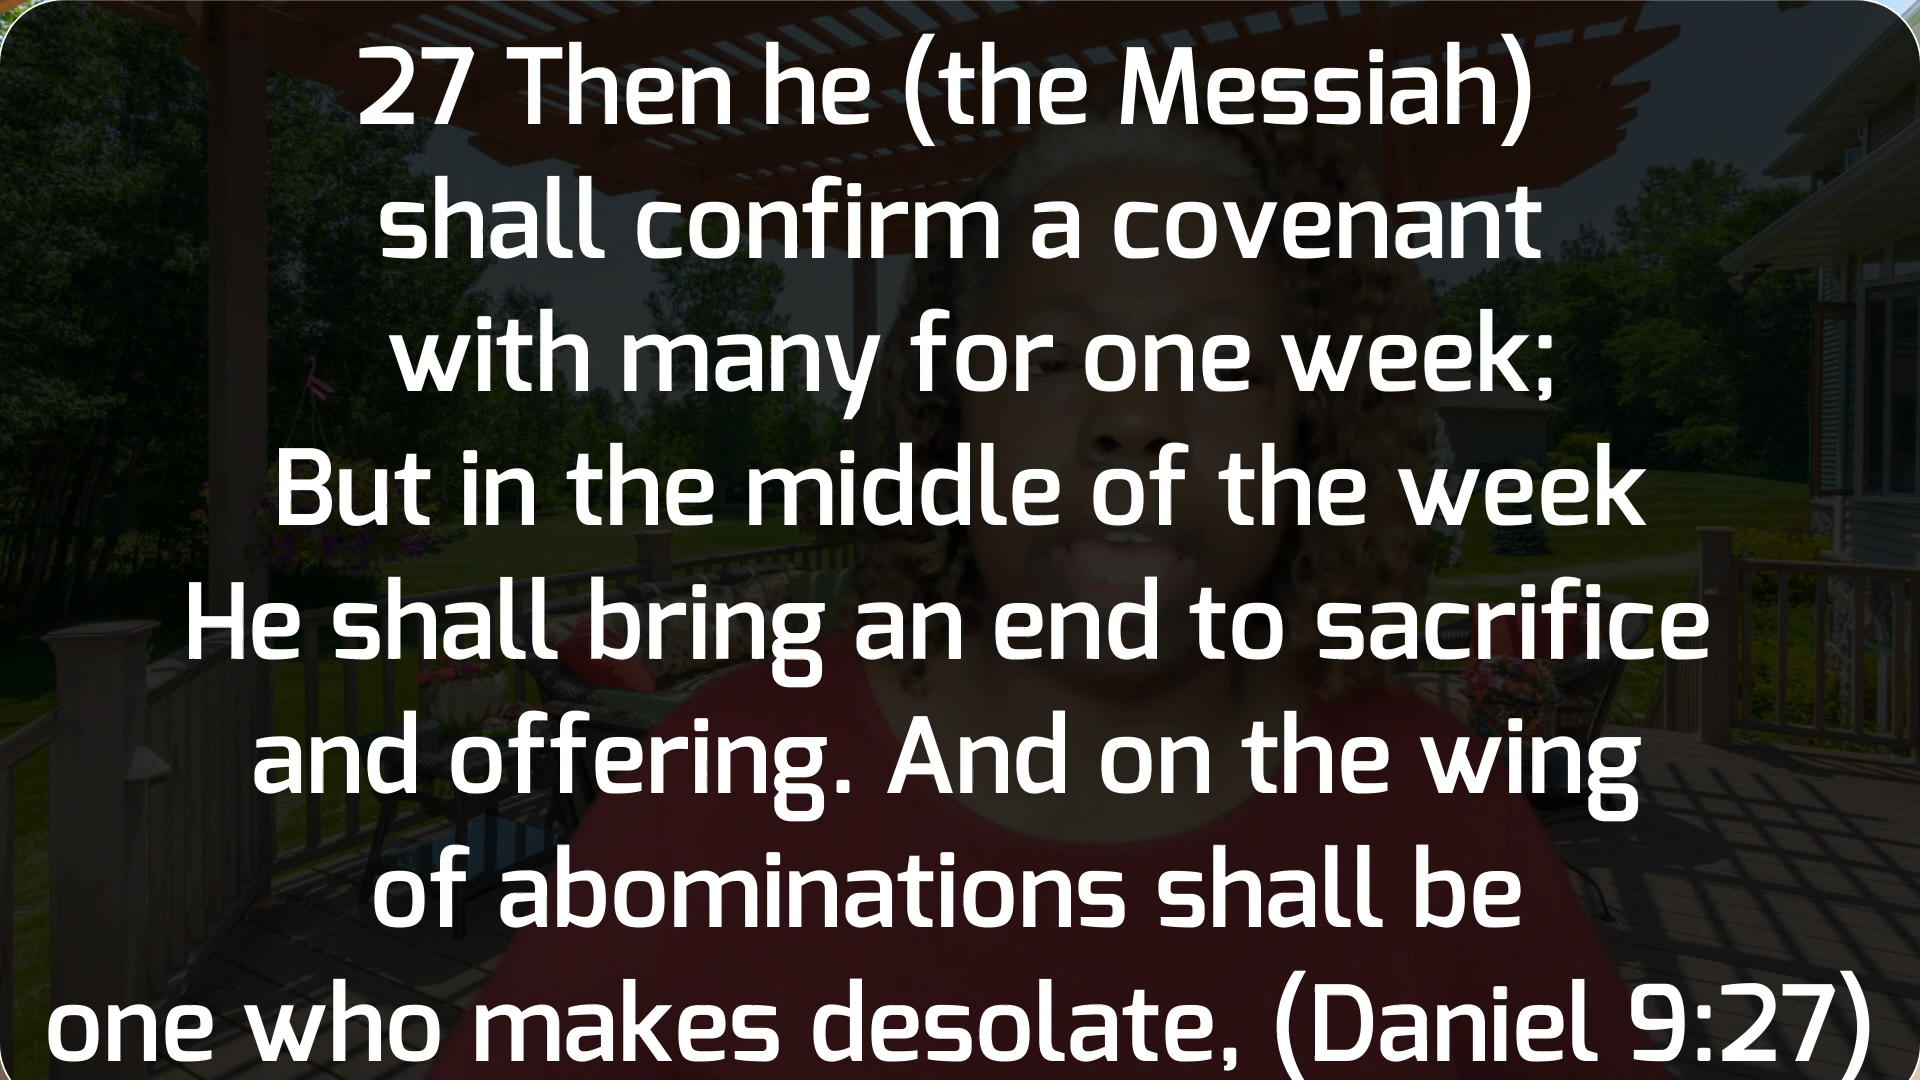 27 Then he (the Messiah)
shall confirm a covenant
with many for one week;
But in the middle of the week
He shall bring an end to sacrifice
and offering. And on the wing
of abominations shall be
one who makes desolate, (Daniel 9:27)